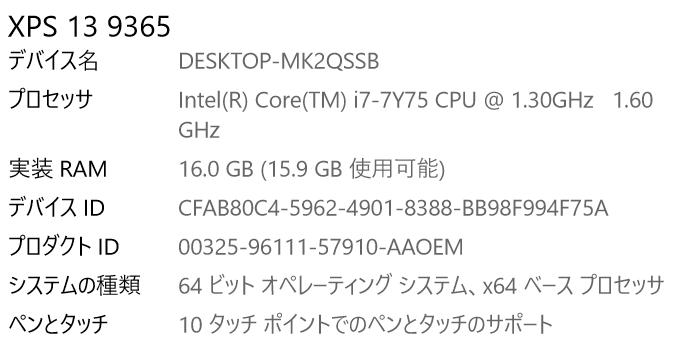 XPS 13 9365
デバイス名 DESKTOP-MK2QSSB
プロセッサ Intel(R) Core(TM) i7-7Y75 CPU @ 1.30GHz 1.60
GHz
実装 RAM 16.0 GB (15.9 GB 使用可能)
デバイス ID CFAB80C4-5962-4901-8388-BB98F994F75A
プロダクト ID 00325-96111-57910-AAOEM
システムの種類 64 ビット オペレーティング システム、x64 ベース プロセッサ
ペンとタッチ 10 タッチ ポイントでのペンとタッチのサポート